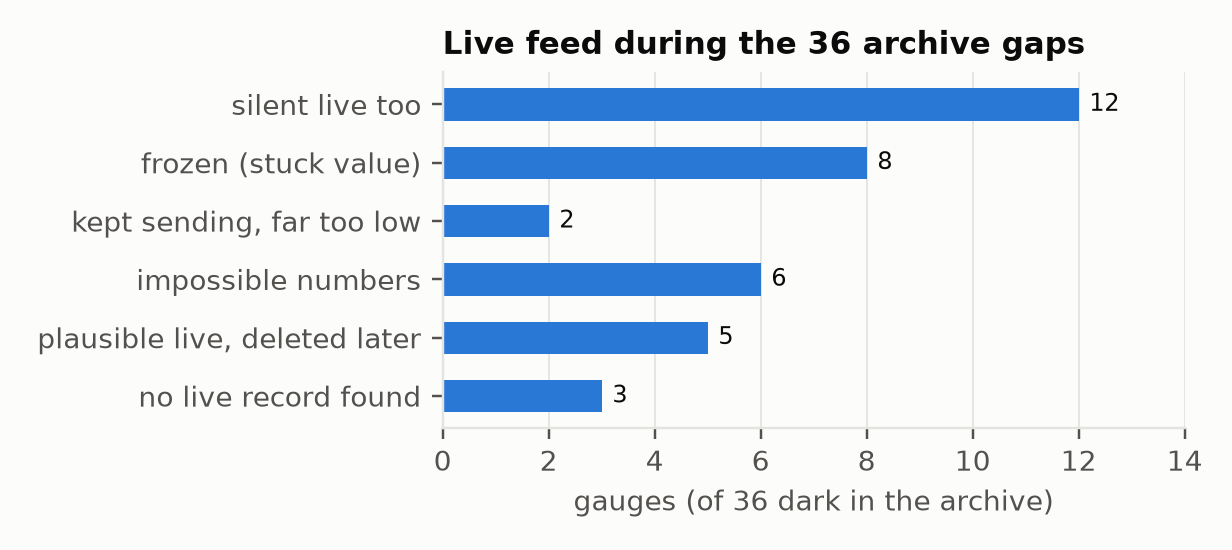 Live feed during the 36 archive gaps
silent live too
12
frozen (stuck value)
8
kept sending, far too low
2
impossible numbers
6
plausible live, deleted later
5
no live record found
3
0 2 4 6 8 10 12 14
gauges (of 36 dark in the archive)